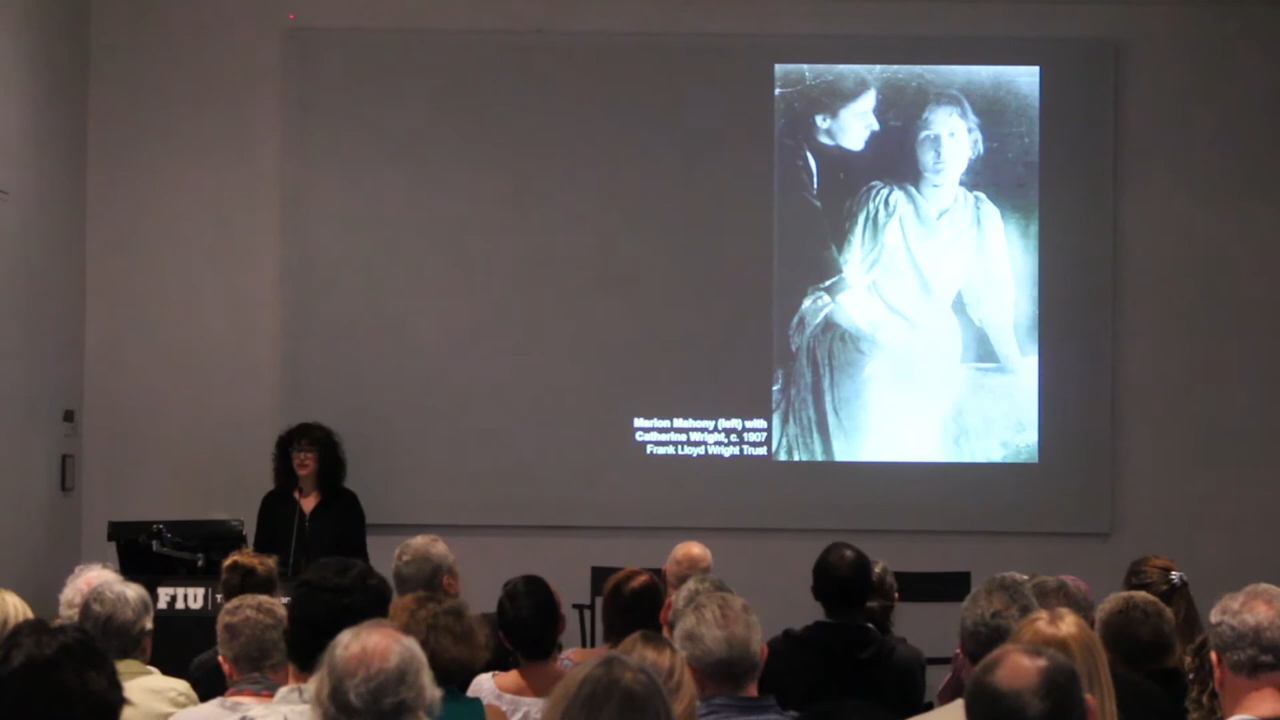 Marion Mahony (left) with
Catherine Wright, c. 1907
Frank Lloyd Wright Trust
FIU